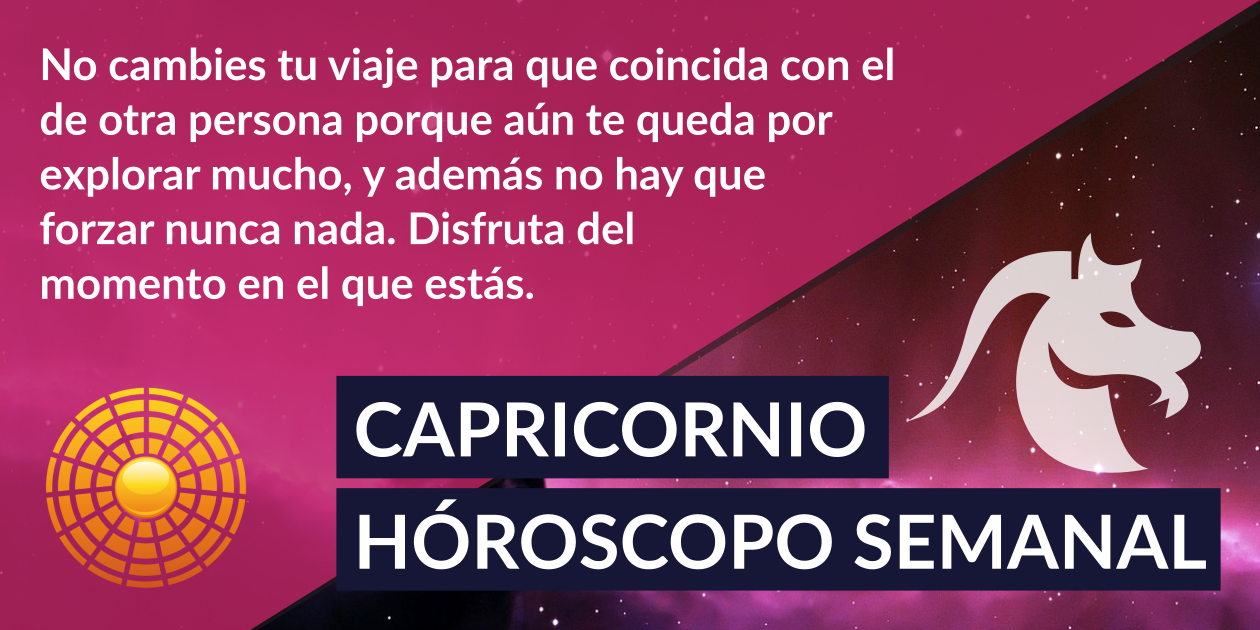 No cambies tu viaje para que coincida con el
de otra persona porque aún te queda por
explorar mucho, y además no hay que
forzar nunca nada. Disfruta del
momento en el que estás.
CAPRICORNIO
HÓROSCOPO SEMANAL